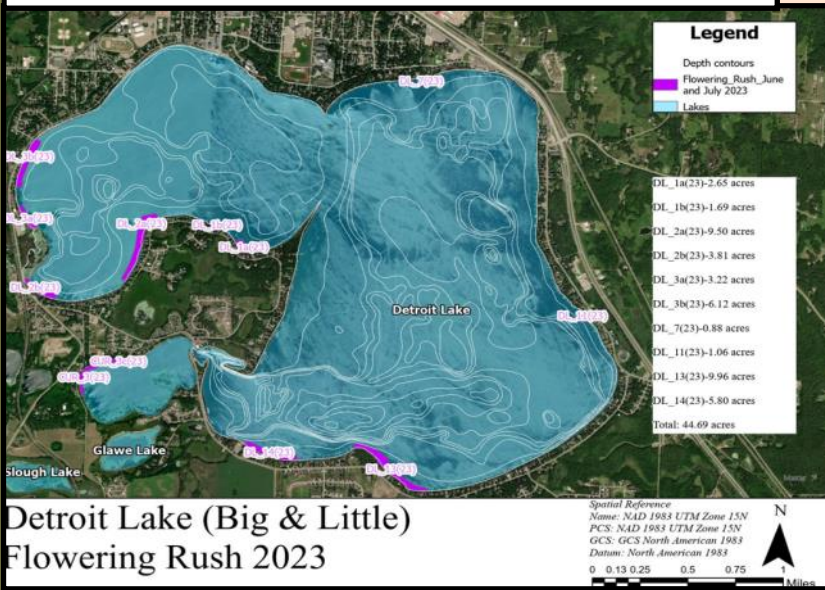 Legend
Depth contours
Flowering_Rush_June
and July 2023
Lakes
DL_7(23)
DL_3b(23)
DL_3a(23)
DL_2a(23)
DL_1b(23)
DL_1a(23)
DL_2b(23)
Detroit Lake
DL_11(23)
CUR_3c(23)
CUR_3(23)
Glawe Lake
Slough Lake
DL_14(23)
DL_13(23)
DL_1a(23)-2.65 acres
DL_1b(23)-1.69 acres
DL_2a(23)-9.50 acres
DL_2b(23)-3.81 acres
DL_3a(23)-3.22 acres
DL_3b(23)-6.12 acres
DL_7(23)-0.88 acres
DL_11(23)-1.06 acres
DL_13(23)-9.96 acres
DL_14(23)-5.80 acres
Total: 44.69 acres
Detroit Lake (Big & Little)
Flowering Rush 2023
Spatial Reference
Name: NAD 1983 UTM Zone 15N
PCS: NAD 1983 UTM Zone 15N
GCS: GCS North American 1983
Datum: North American 1983
N
0 0.13 0.25 0.5 0.75 1
Miles